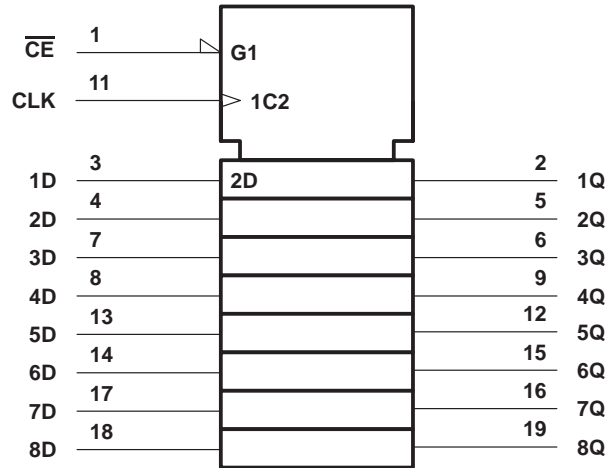 CE 1 G1
CLK 11 1C2
1D 3 2D 2 1Q
2D 4 5 2Q
3D 7 6 3Q
4D 8 9 4Q
5D 13 12 5Q
6D 14 15 6Q
7D 17 16 7Q
8D 18 19 8Q